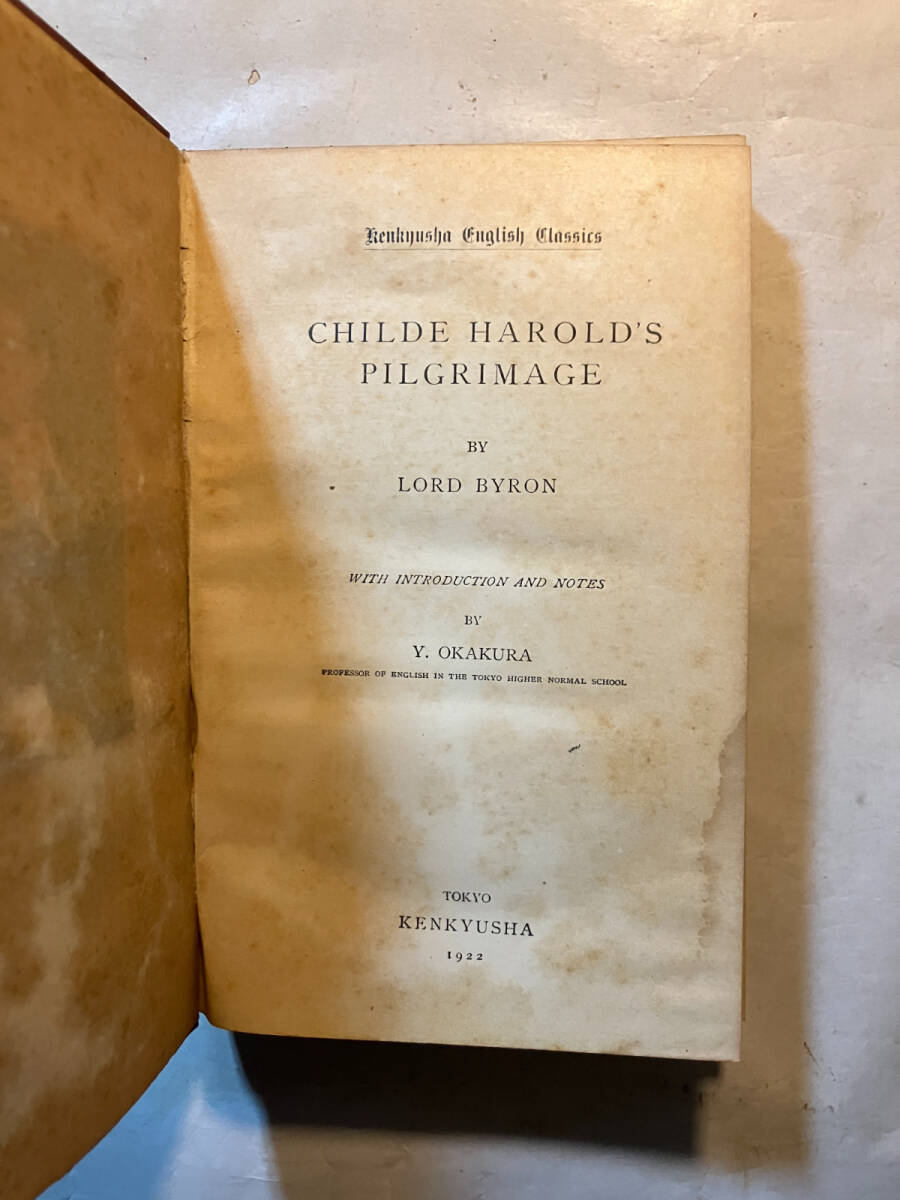 Kenkyusha English Classics
CHILDE HAROLD'S
PILGRIMAGE
BY
LORD BYRON
WITH INTRODUCTION AND NOTES
BY
Y. OKAKURA
PROFESSOR OF ENGLISH IN THE TOKYO HIGHER NORMAL SCHOOL
TOKYO
KENKYUSHA
1922